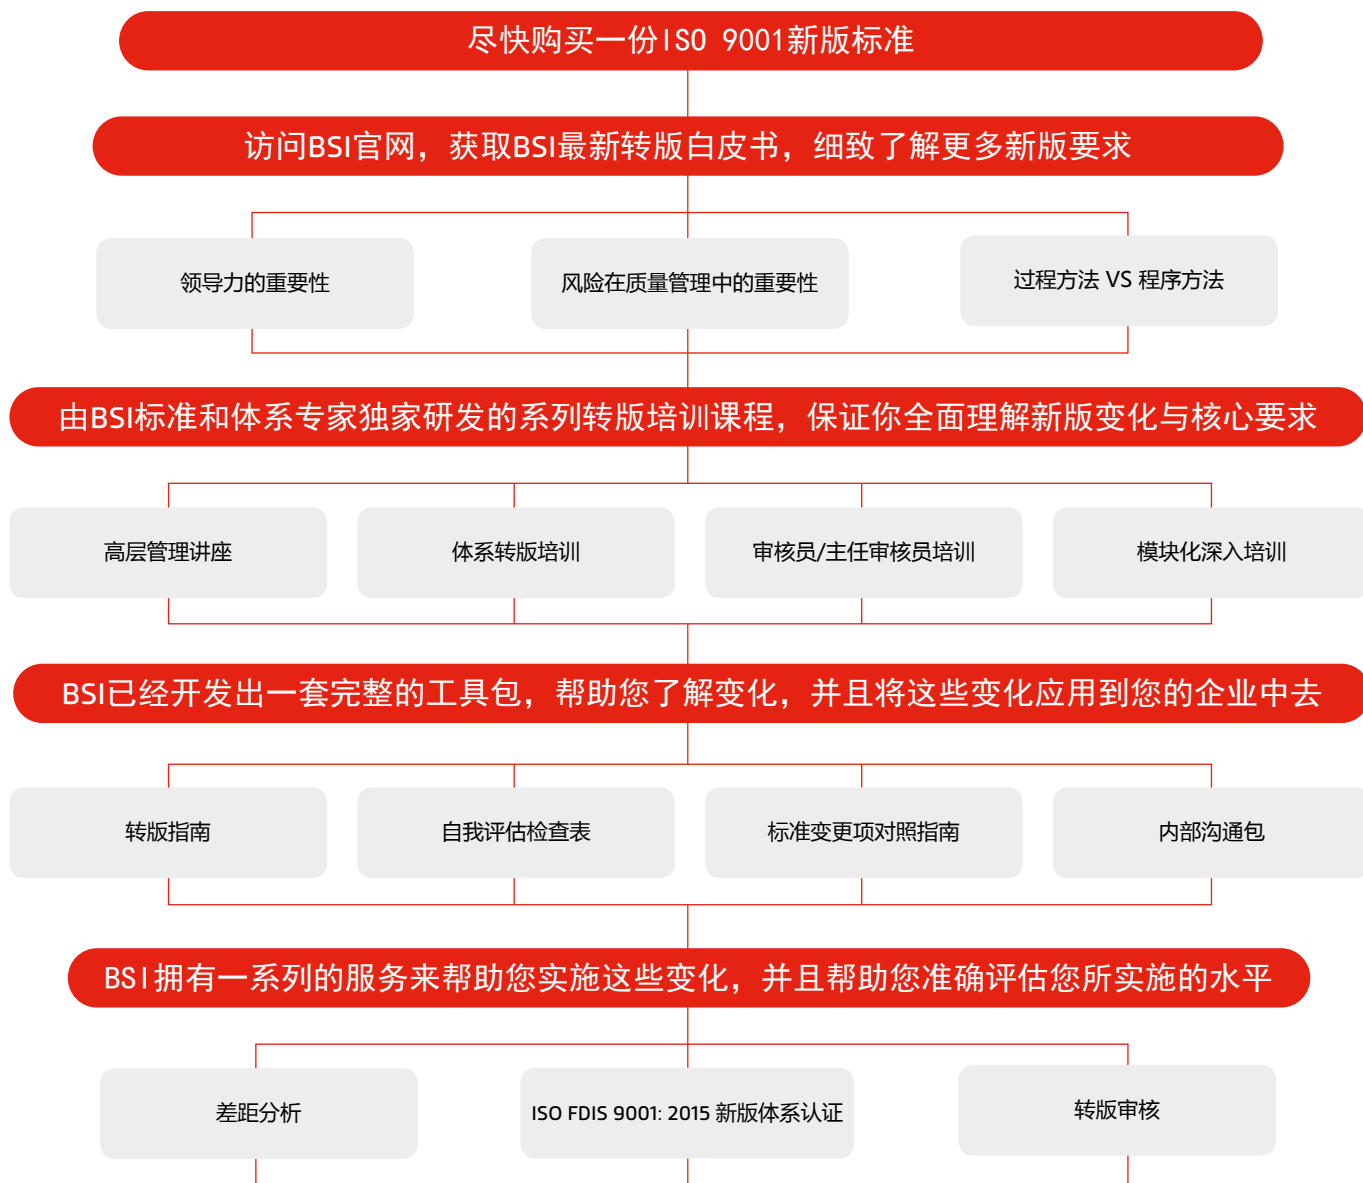 尽快购买一份ISO 9001新版标准
访问BSI官网，获取BSI最新转版白皮书，细致了解更多新版要求
领导力的重要性
风险在质量管理中的重要性
过程方法 VS 程序方法
由BSI标准和体系专家独家研发的系列转版培训课程，保证你全面理解新版变化与核心要求
高层管理讲座
体系转版培训
审核员/主任审核员培训
模块化深入培训
BSI已经开发出一套完整的工具包，帮助您了解变化，并且将这些变化应用到您的企业中去
转版指南
自我评估检查表
标准变更项对照指南
内部沟通包
BSI拥有一系列的服务来帮助您实施这些变化，并且帮助您准确评估您所实施的水平
差距分析
ISO FDIS 9001: 2015 新版体系认证
转版审核